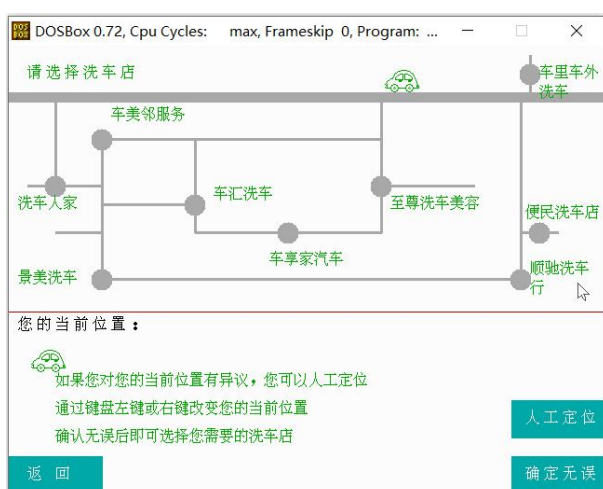 DOSBox 0.72, Cpu Cycles: max, Frameskip 0, Program: ...
请选择洗车店
车里车外
洗车
车美邻服务
洗车人家
车汇洗车
至尊洗车美容
便民洗车店
车享家汽车
景美洗车
顺驰洗车
行
您的当前位置：
如果您对您的当前位置有异议，您可以人工定位
通过键盘左键或右键改变您的当前位置
人工定位
确认无误后即可选择您需要的洗车店
返回
确定无误